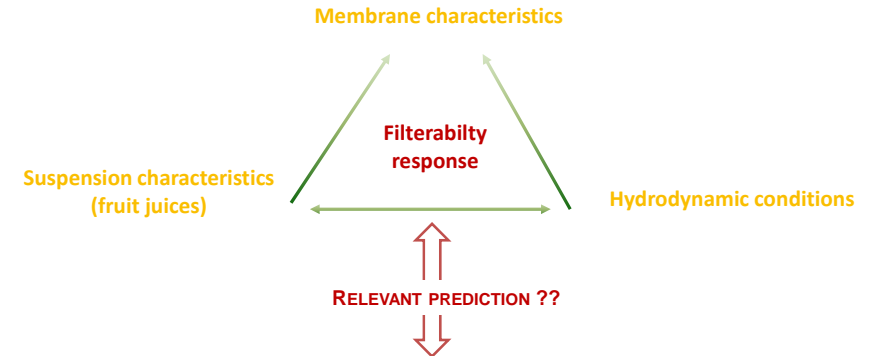 Membrane characteristics
Filterabilty
response
Suspension characteristics
(fruit juices)
Hydrodynamic conditions
RELEVANT PREDICTION ??